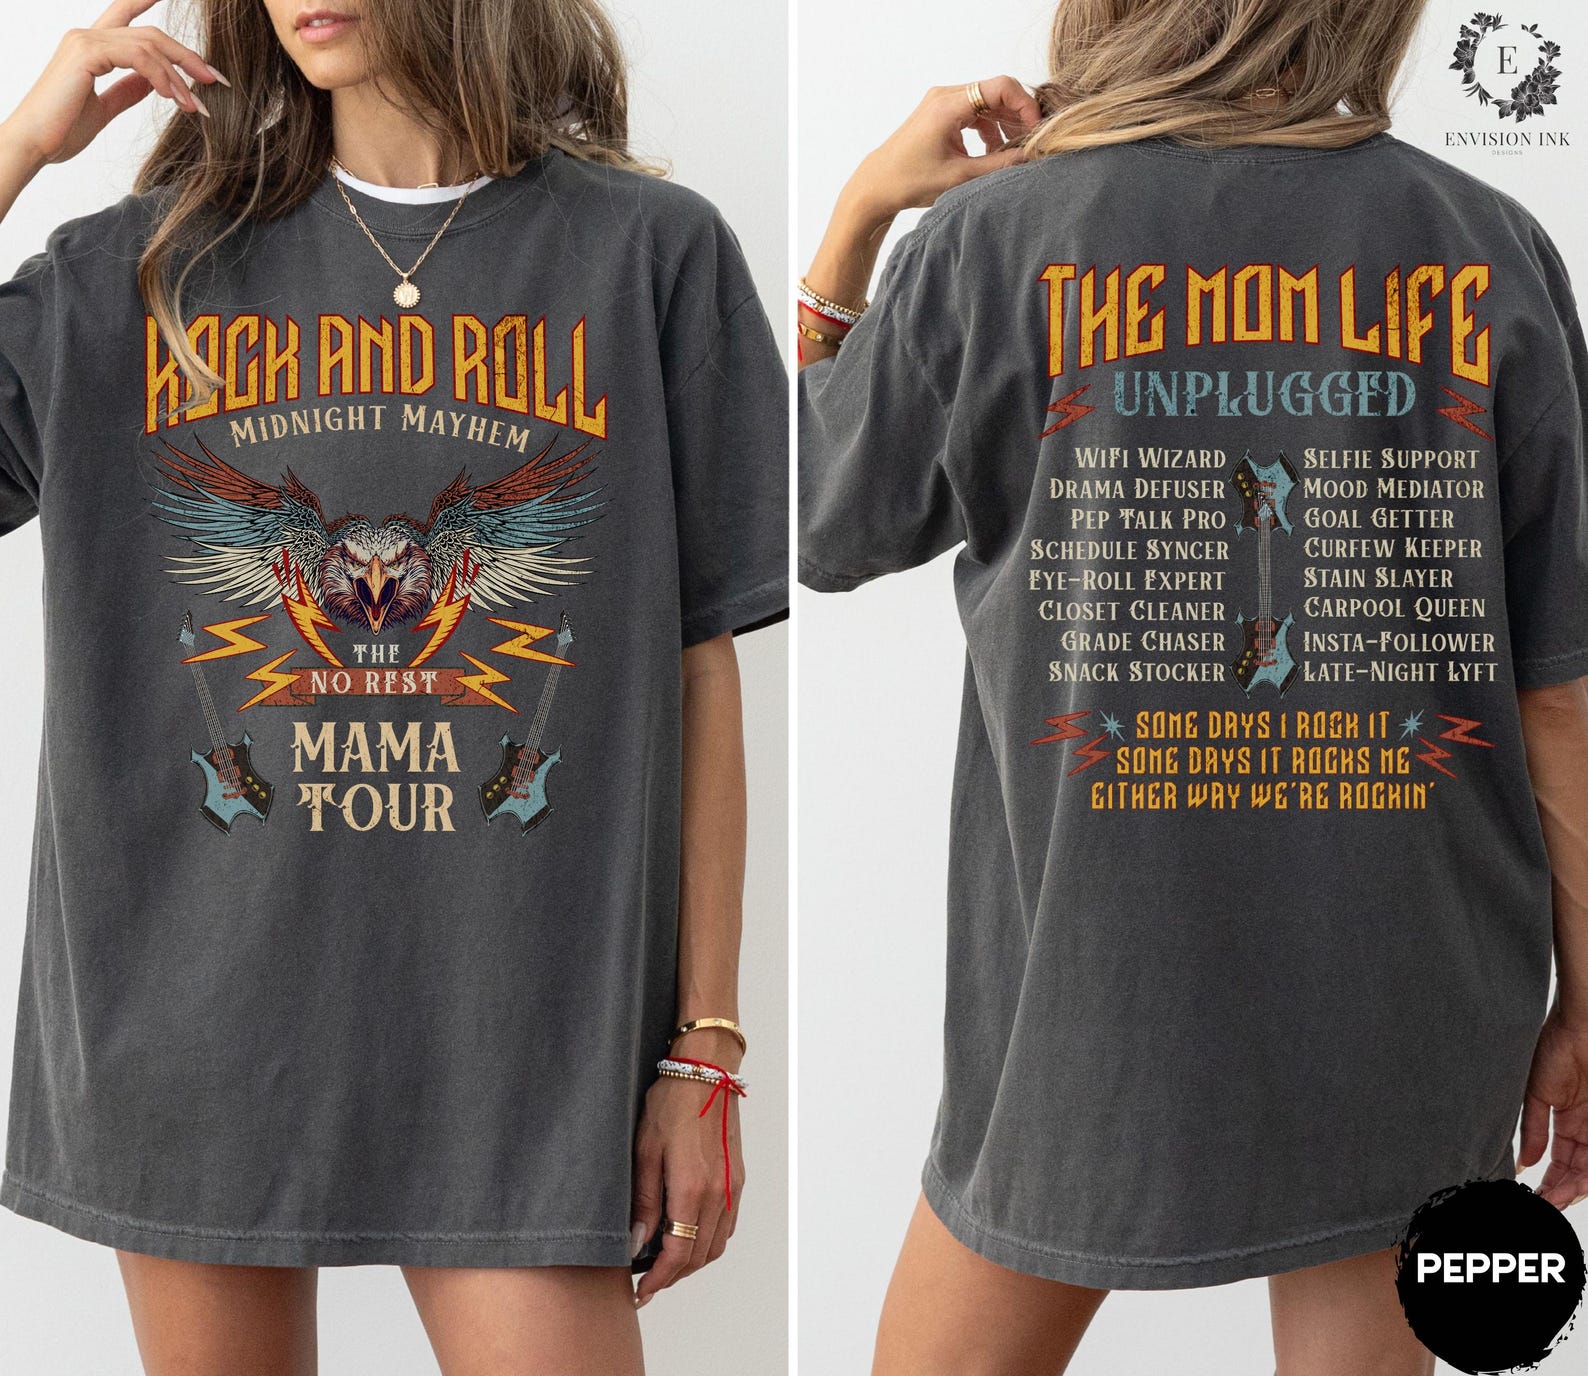 ROCK AND ROLL
MIDNIGHT MAYHEM
THE
NO REST
MAMA
TOUR
E
ENVISION INK
DESIGNS
THE MOM LIFE
UNPLUGGED
WIFI WIZARD
DRAMA DEFUSER
PEP TALK PRO
SCHEDULE SYNCER
EYE-ROLL EXPERT
CLOSET CLEANER
GRADE CHASER
SNACK STOCKER
SELFIE SUPPORT
MOOD MEDIATOR
GOAL GETTER
CURFEW KEEPER
STAIN SLAYER
CARPOOL QUEEN
INSTA-FOLLOWER
LATE-NIGHT LYFT
SOME DAYS I ROCK IT
SOME DAYS IT ROCKS ME
EITHER WAY WE'RE ROCKIN'
PEPPER